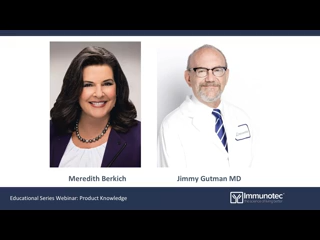 Meredith Berkich
Jimmy Gutman MD
Educational Series Webinar: Product Knowledge
Immunotec